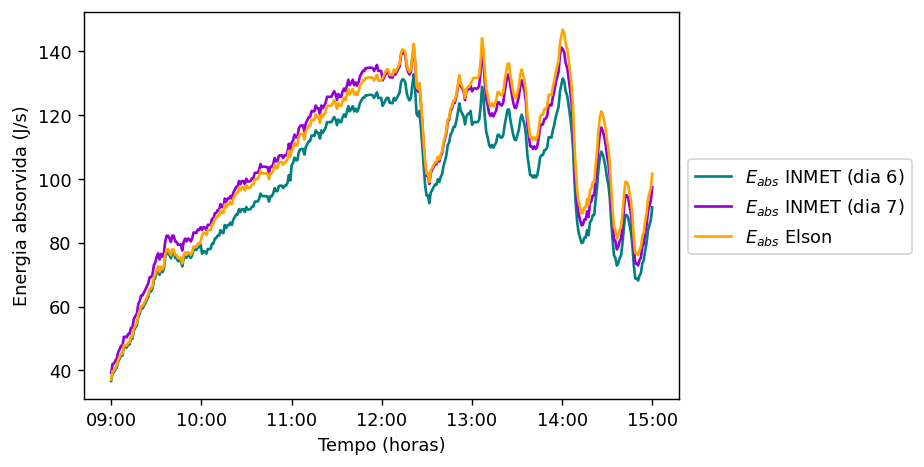 140
120
100
80
60
40
Energia absorvida (J/s)
09:00 10:00 11:00 12:00 13:00 14:00 15:00
Tempo (horas)
E_abs INMET (dia 6)
E_abs INMET (dia 7)
E_abs Elson